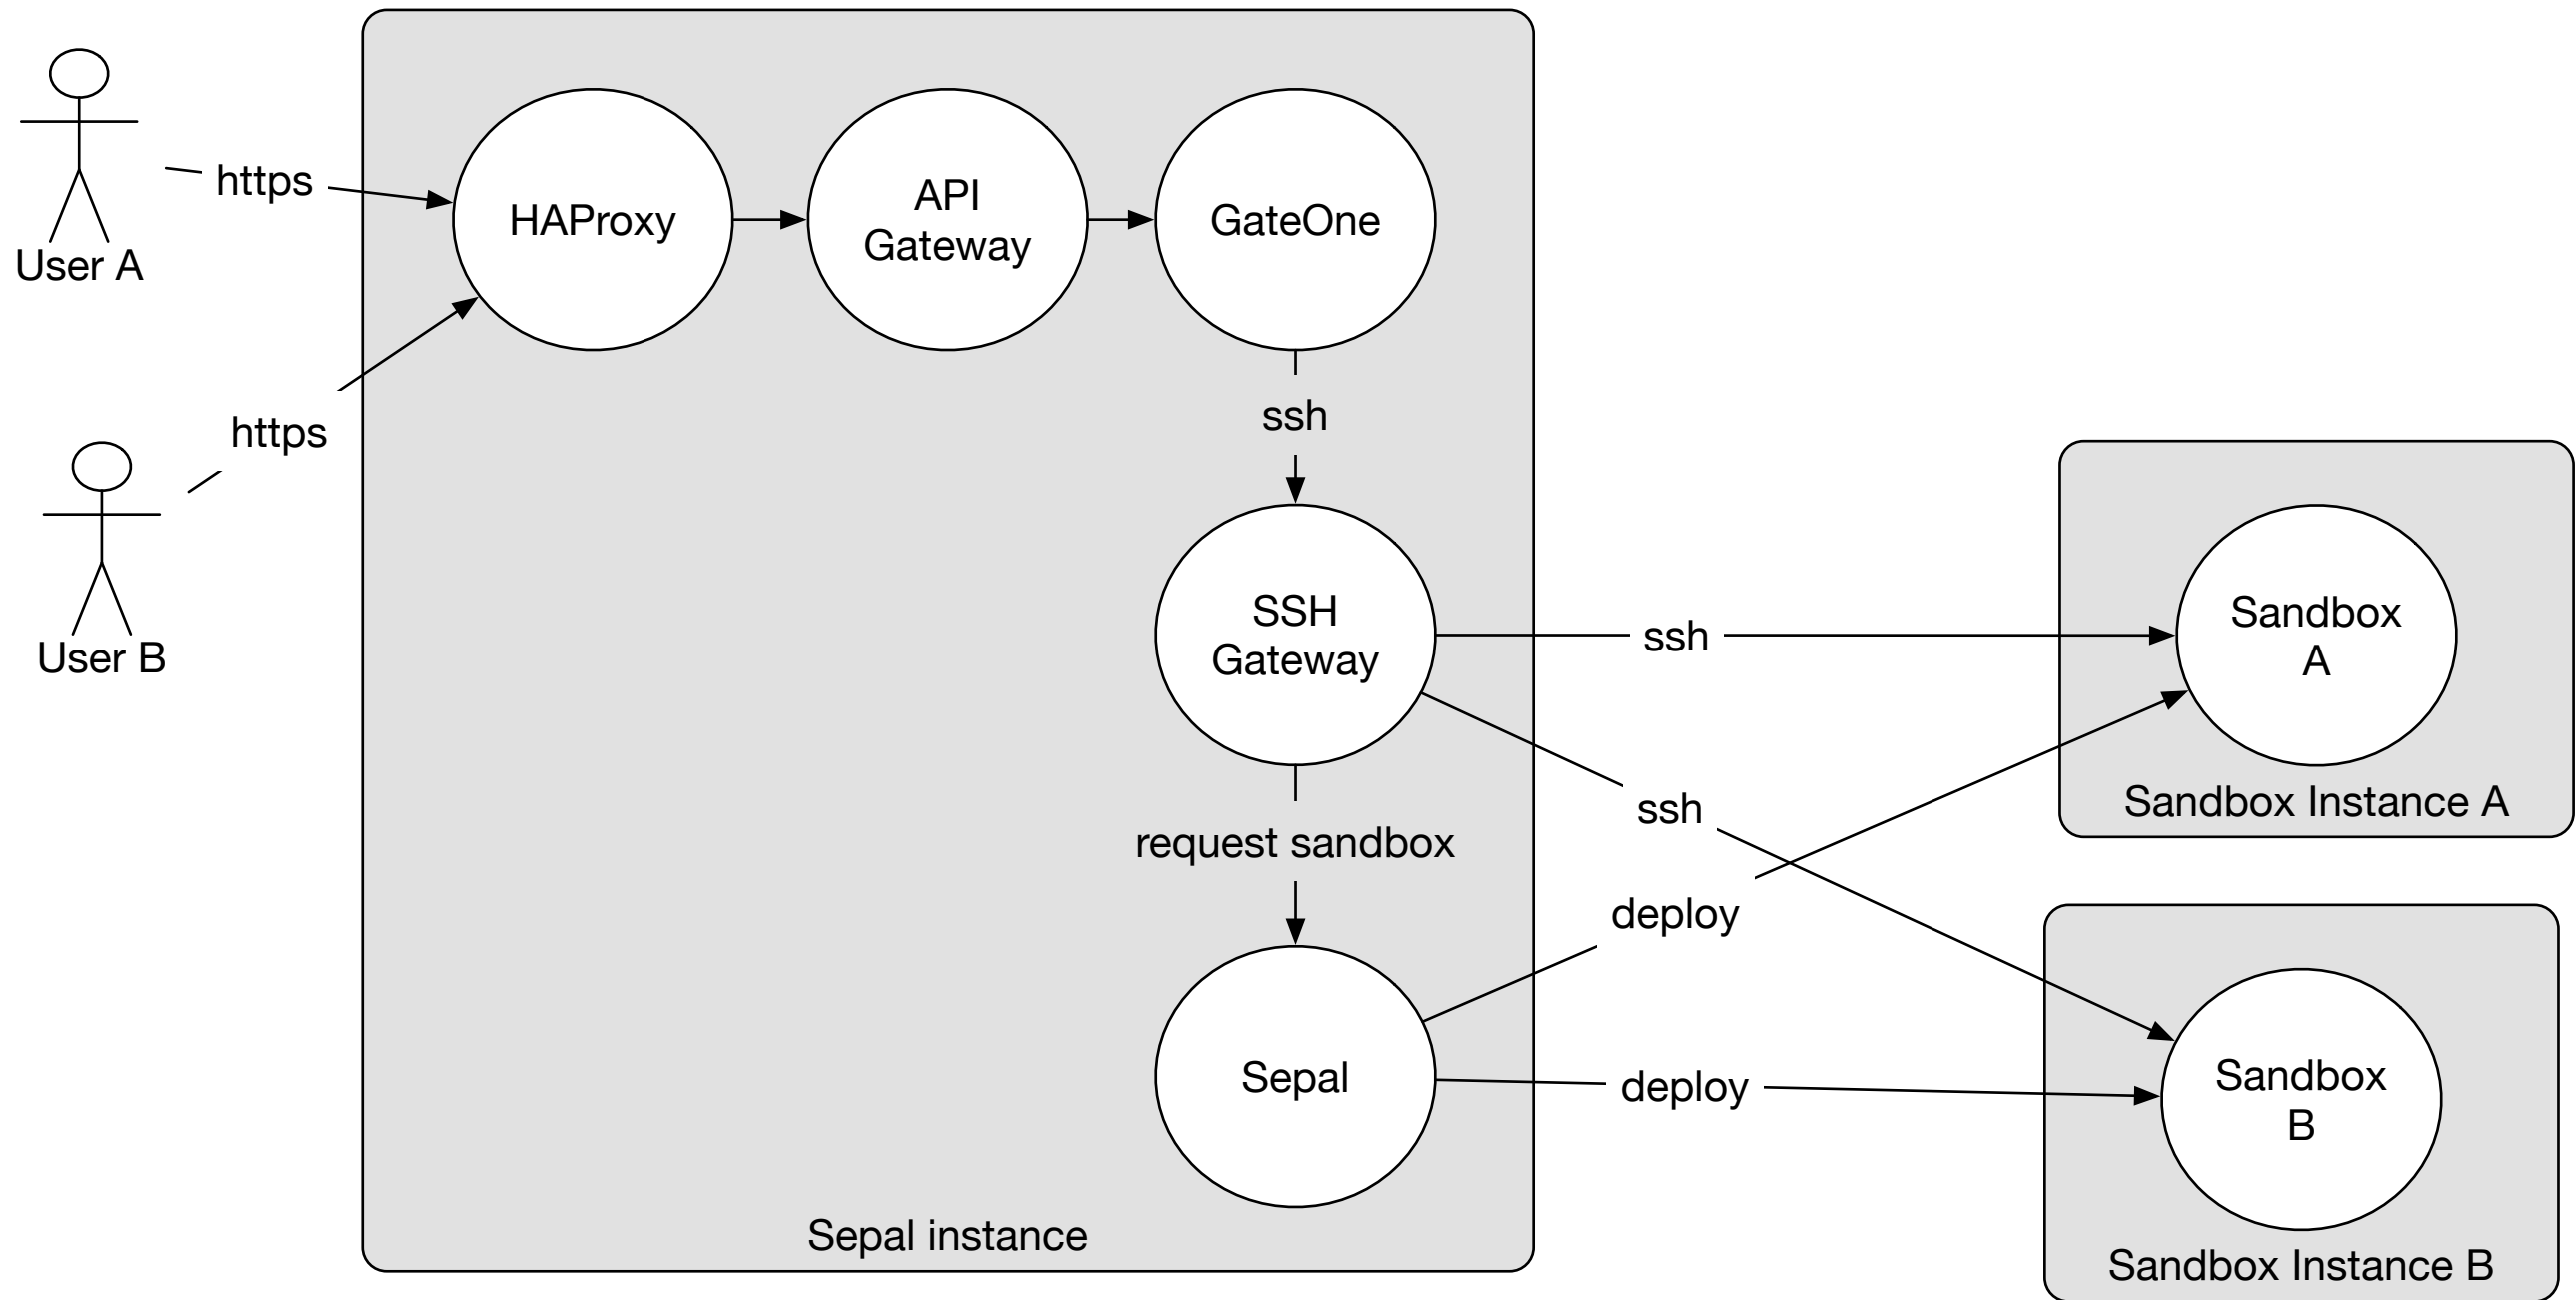 User A
https
User B
https
HAProxy
API
Gateway
GateOne
ssh
SSH
Gateway
request sandbox
Sepal
Sepal instance
ssh
ssh
deploy
deploy
Sandbox
A
Sandbox Instance A
Sandbox
B
Sandbox Instance B